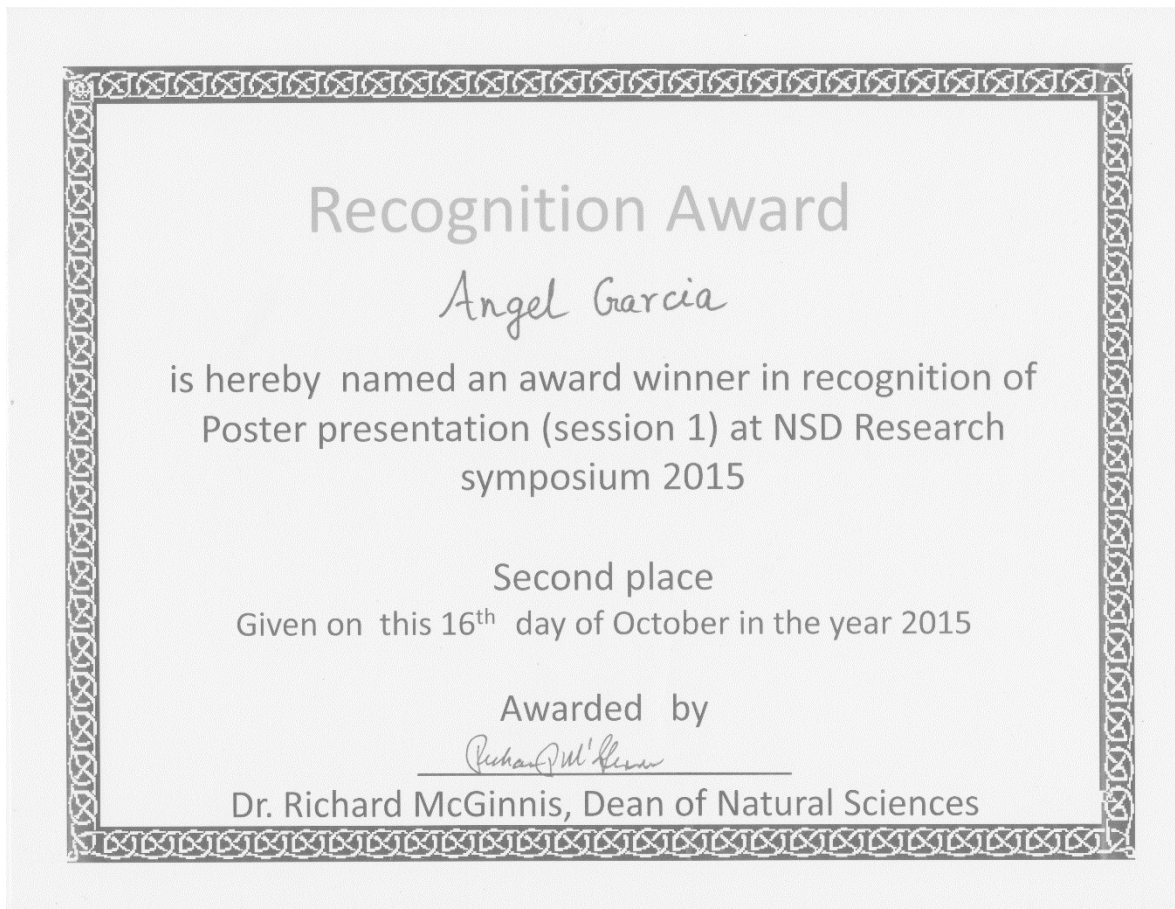 Recognition Award
Angel Garcia
is hereby named an award winner in recognition of
Poster presentation (session 1) at NSD Research
symposium 2015
Second place
Given on this 16th day of October in the year 2015
Awarded by
Dr. Richard McGinnis, Dean of Natural Sciences